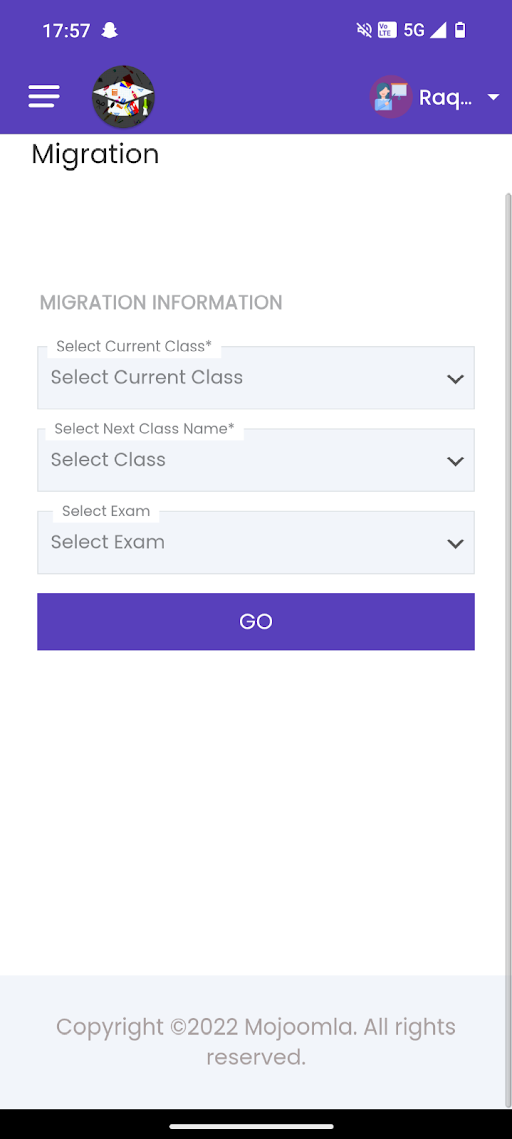 17:57
Vo LTE 5G
Raq...
Migration
MIGRATION INFORMATION
Select Current Class*
Select Current Class
Select Next Class Name*
Select Class
Select Exam
Select Exam
GO
Copyright ©2022 Mojoomla. All rights
reserved.